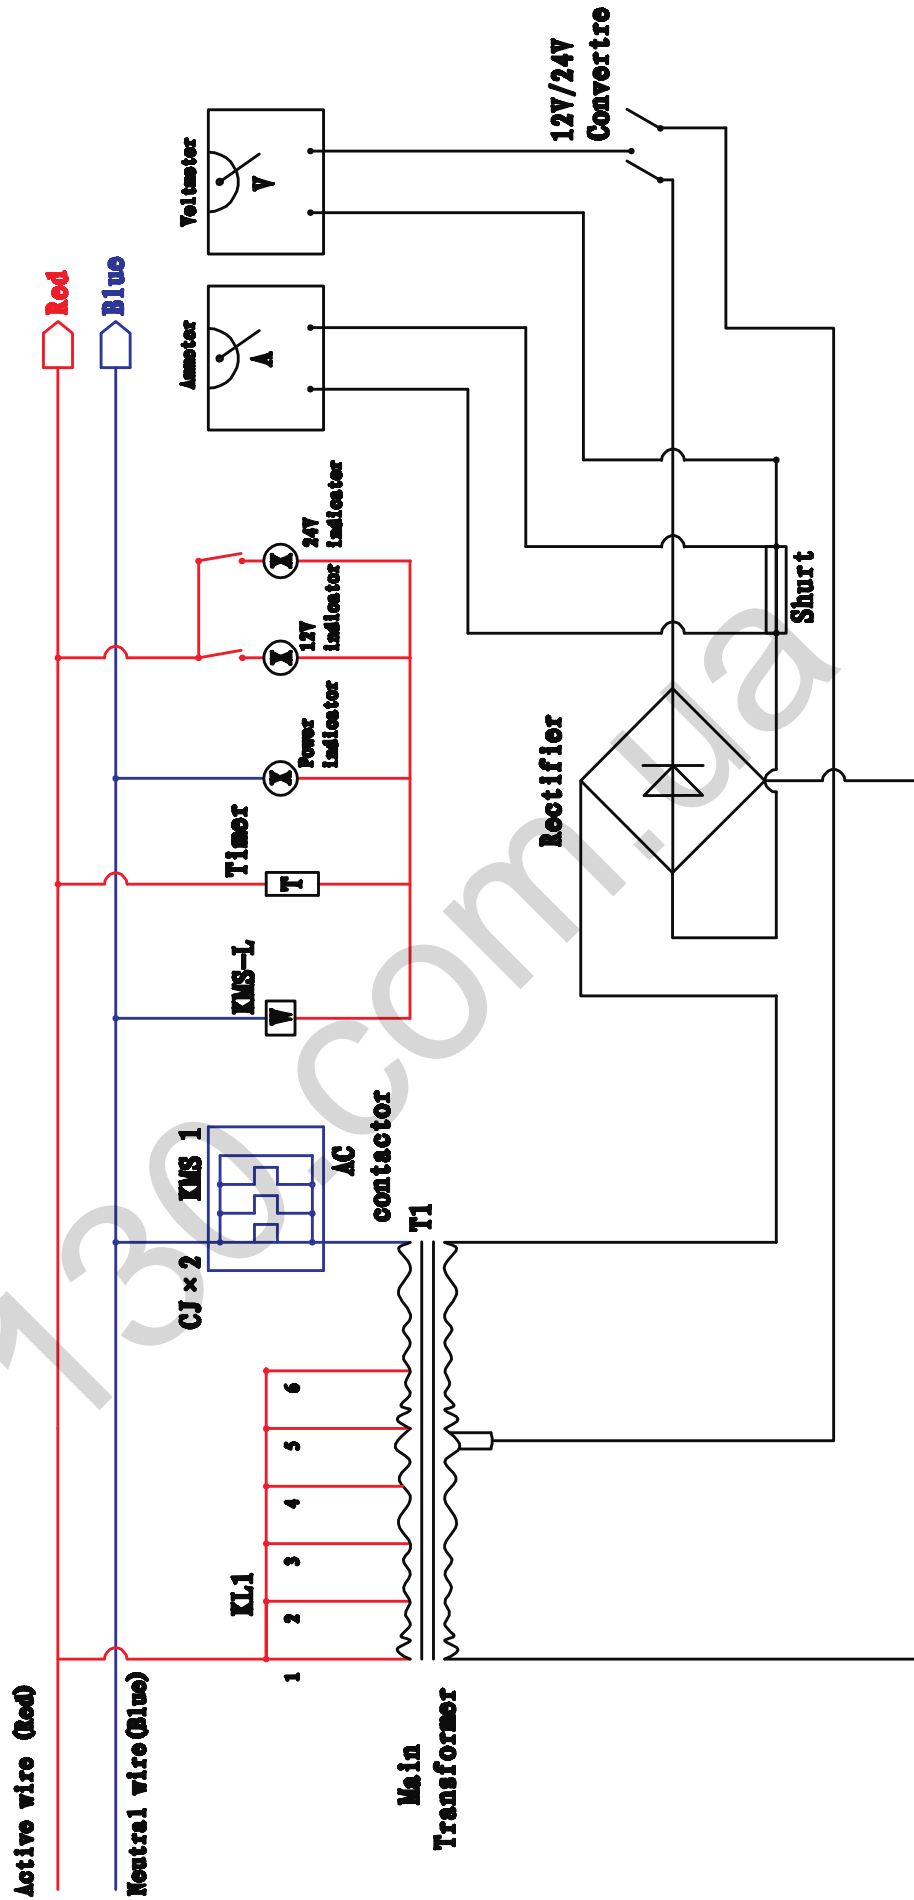 Active wire (Red)
Neutral wire(Blue)
Red
Blue
Main
Transformer
KL1
1
2
3
4
5
6
T1
CJ×2
KMS 1
AC
contactor
KMS-L
W
Timer
T
Power
indicator
X
12V
indicator
X
24V
indicator
X
Ammeter
A
Voltmeter
V
12V/24V
Convertre
Rectifier
Shurt
130.com.ua